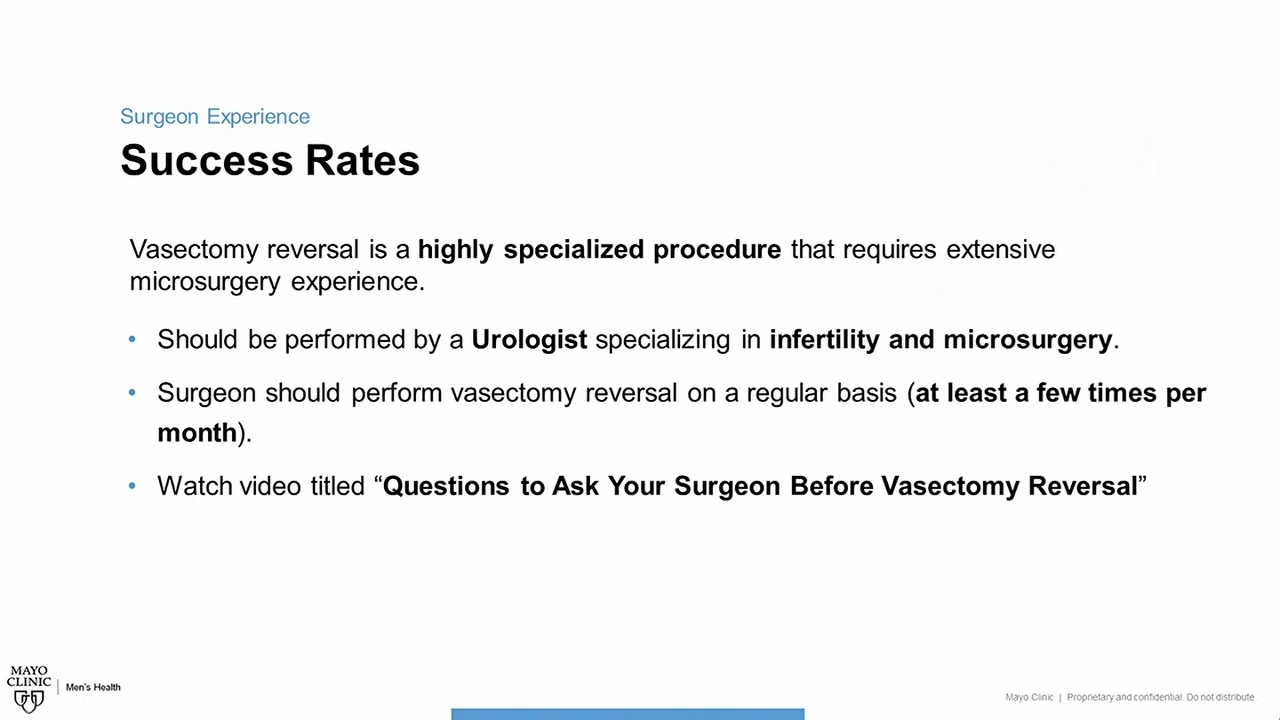 Surgeon Experience
Success Rates
Vasectomy reversal is a highly specialized procedure that requires extensive
microsurgery experience.
• Should be performed by a Urologist specializing in infertility and microsurgery.
• Surgeon should perform vasectomy reversal on a regular basis (at least a few times per
month).
• Watch video titled “Questions to Ask Your Surgeon Before Vasectomy Reversal”
MAYO
CLINIC
Men's Health
Mayo Clinic | Proprietary and confidential. Do not distribute.